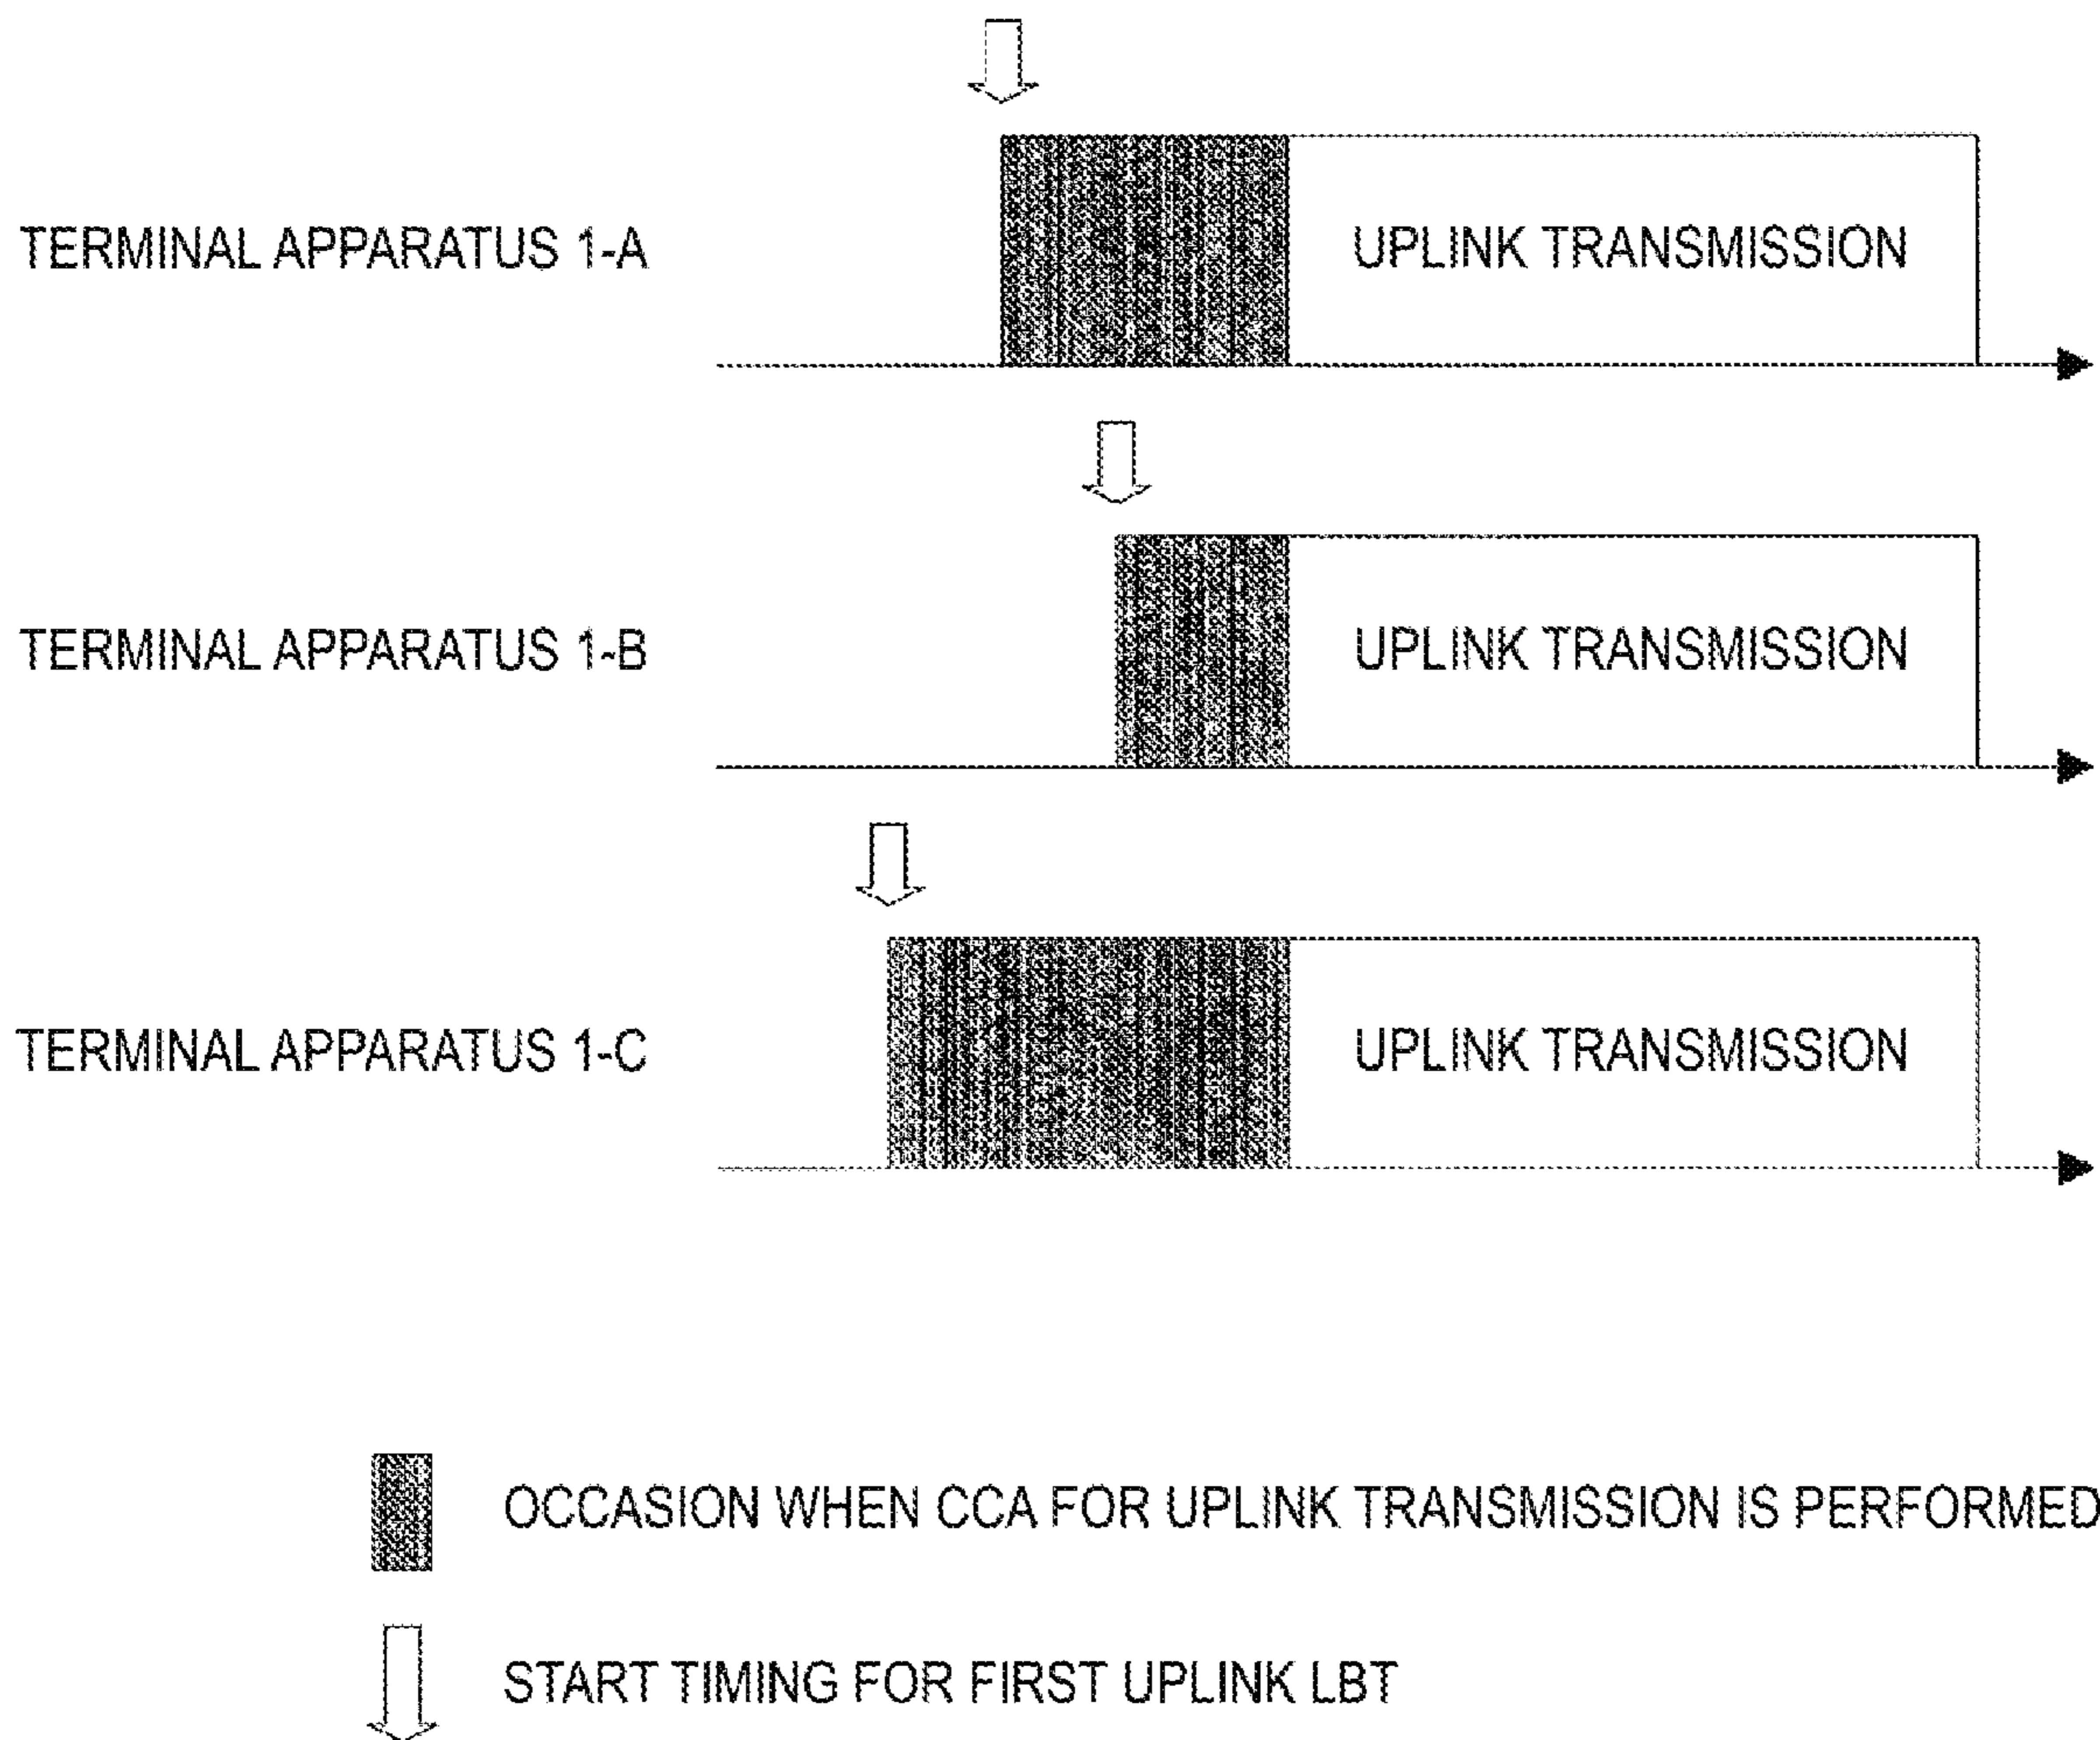 TERMINAL APPARATUS 1-A
UPLINK TRANSMISSION
TERMINAL APPARATUS 1-B
UPLINK TRANSMISSION
TERMINAL APPARATUS 1-C
UPLINK TRANSMISSION
OCCASION WHEN CCA FOR UPLINK TRANSMISSION IS PERFORMED
START TIMING FOR FIRST UPLINK LBT